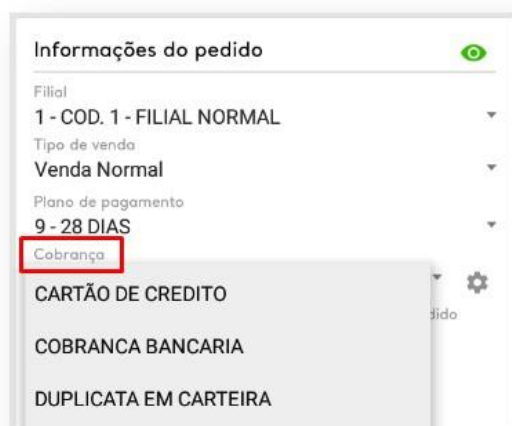 Informações do pedido
Filial
1 - COD. 1 - FILIAL NORMAL
Tipo de venda
Venda Normal
Plano de pagamento
9 - 28 DIAS
Cobrança
CARTÃO DE CREDITO
COBRANCA BANCARIA
DUPLICATA EM CARTEIRA